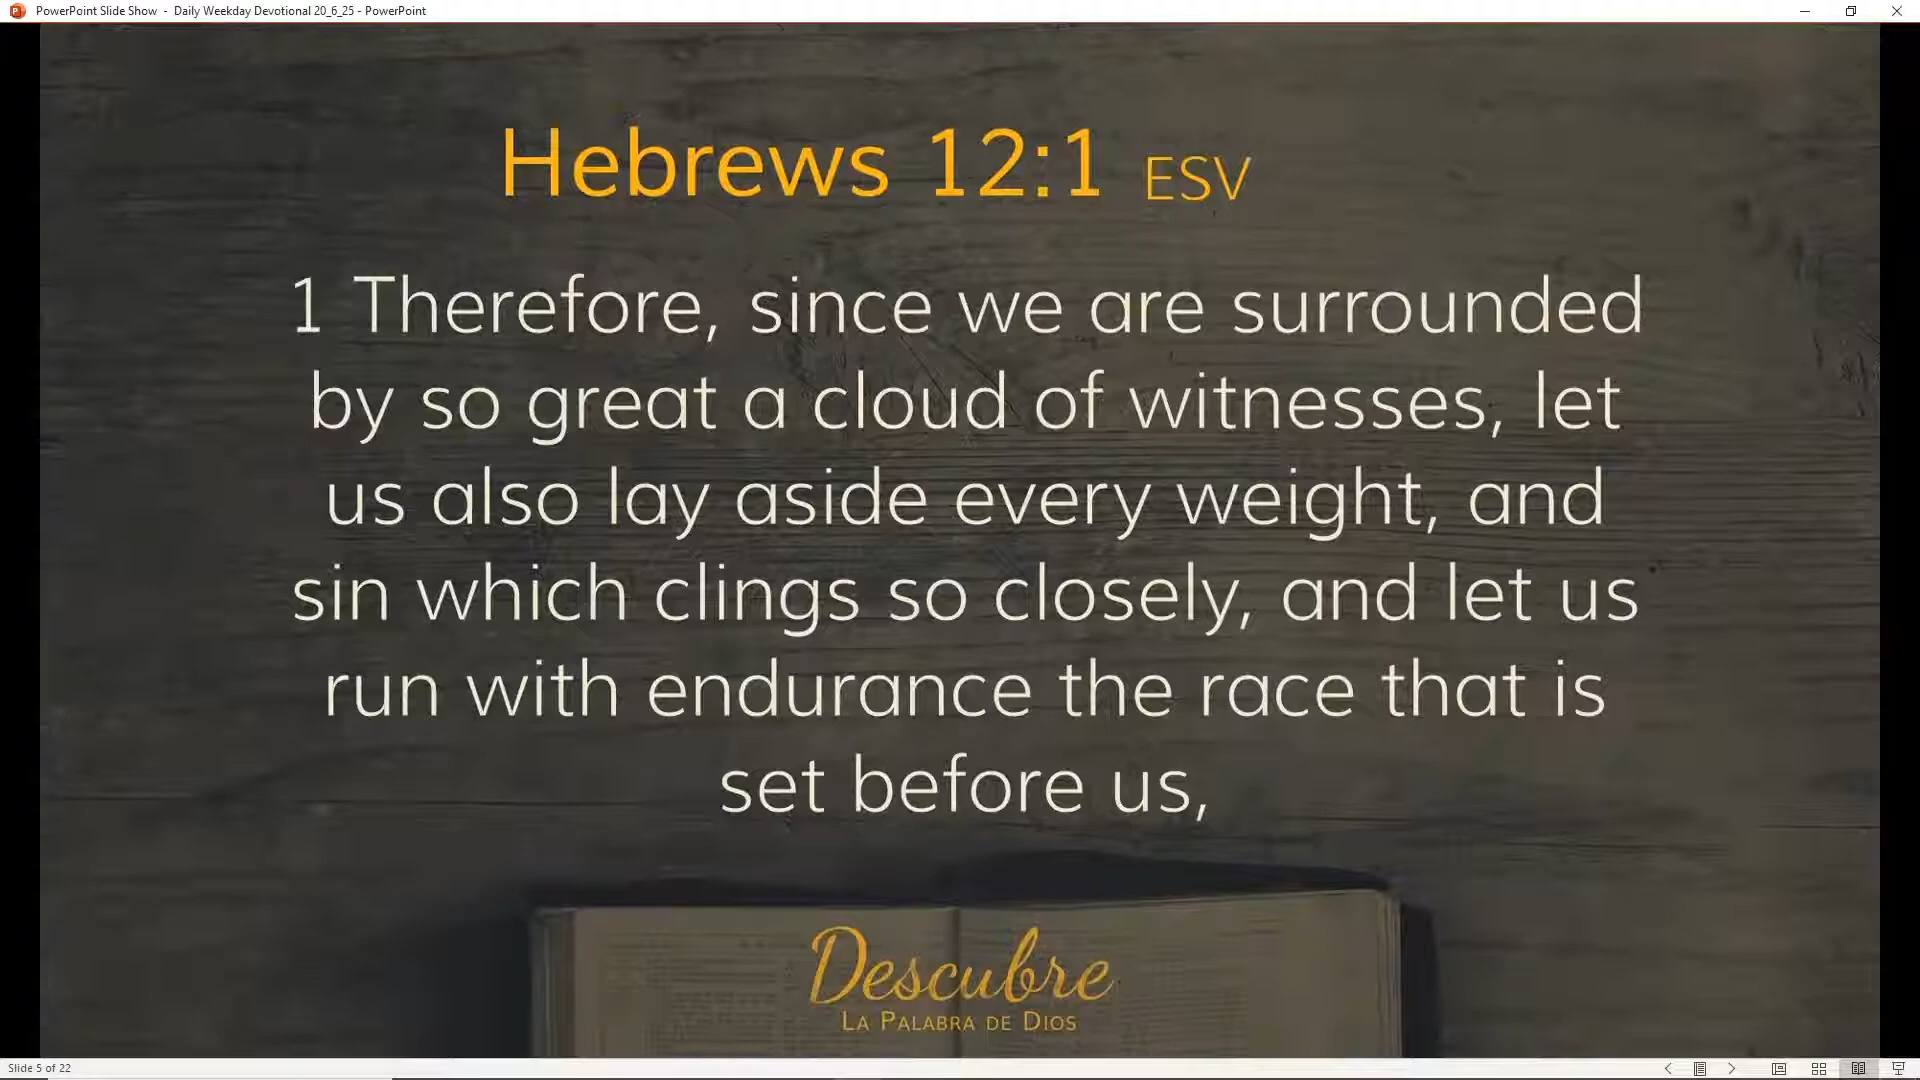 PowerPoint Slide Show - Daily Weekday Devotional 20_6_25 - PowerPoint
Hebrews 12:1 ESV
1 Therefore, since we are surrounded
by so great a cloud of witnesses, let
us also lay aside every weight, and
sin which clings so closely, and let us
run with endurance the race that is
set before us,
Descubre
La Palabra de Dios
Slide 5 of 22